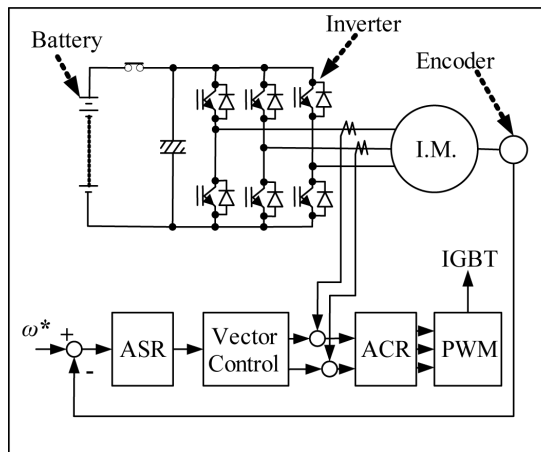 Battery
Inverter
Encoder
I.M.
IGBT
ω*
+
-
ASR
Vector
Control
ACR
PWM